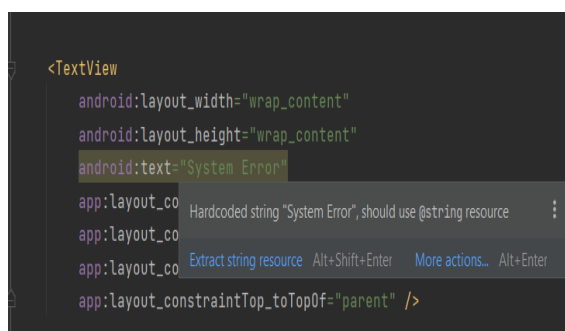 <TextView
android:layout_width="wrap_content"
android:layout_height="wrap_content"
android:text="System Error"
app:layout_co
Hardcoded string "System Error", should use @string resource
app:layout_co
app:layout_co
Extract string resource Alt+Shift+Enter More actions... Alt+Enter
app:layout_constraintTop_toTopOf="parent" />